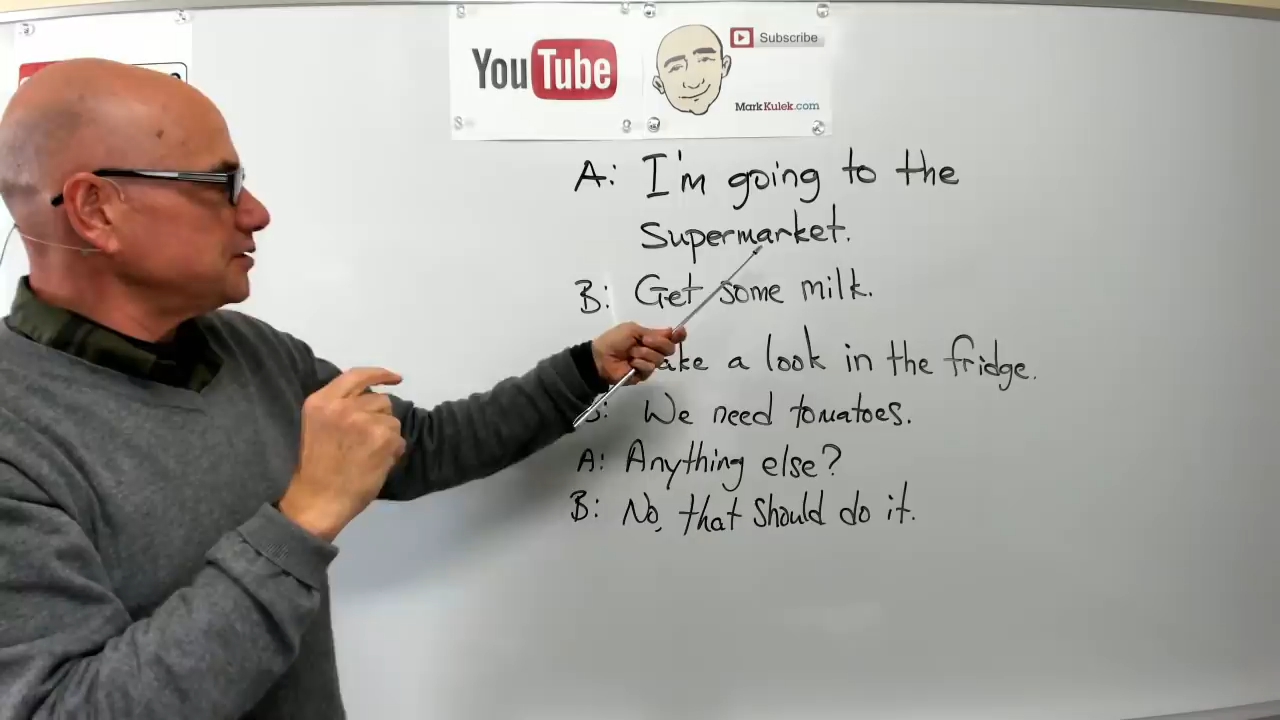 YouTube
Subscribe
MarkKulek.com
A: I'm going to the
Supermarket.
B: Get some milk.
a look in the fridge.
We need tomatoes.
A: Anything else?
B: No, that should do it.